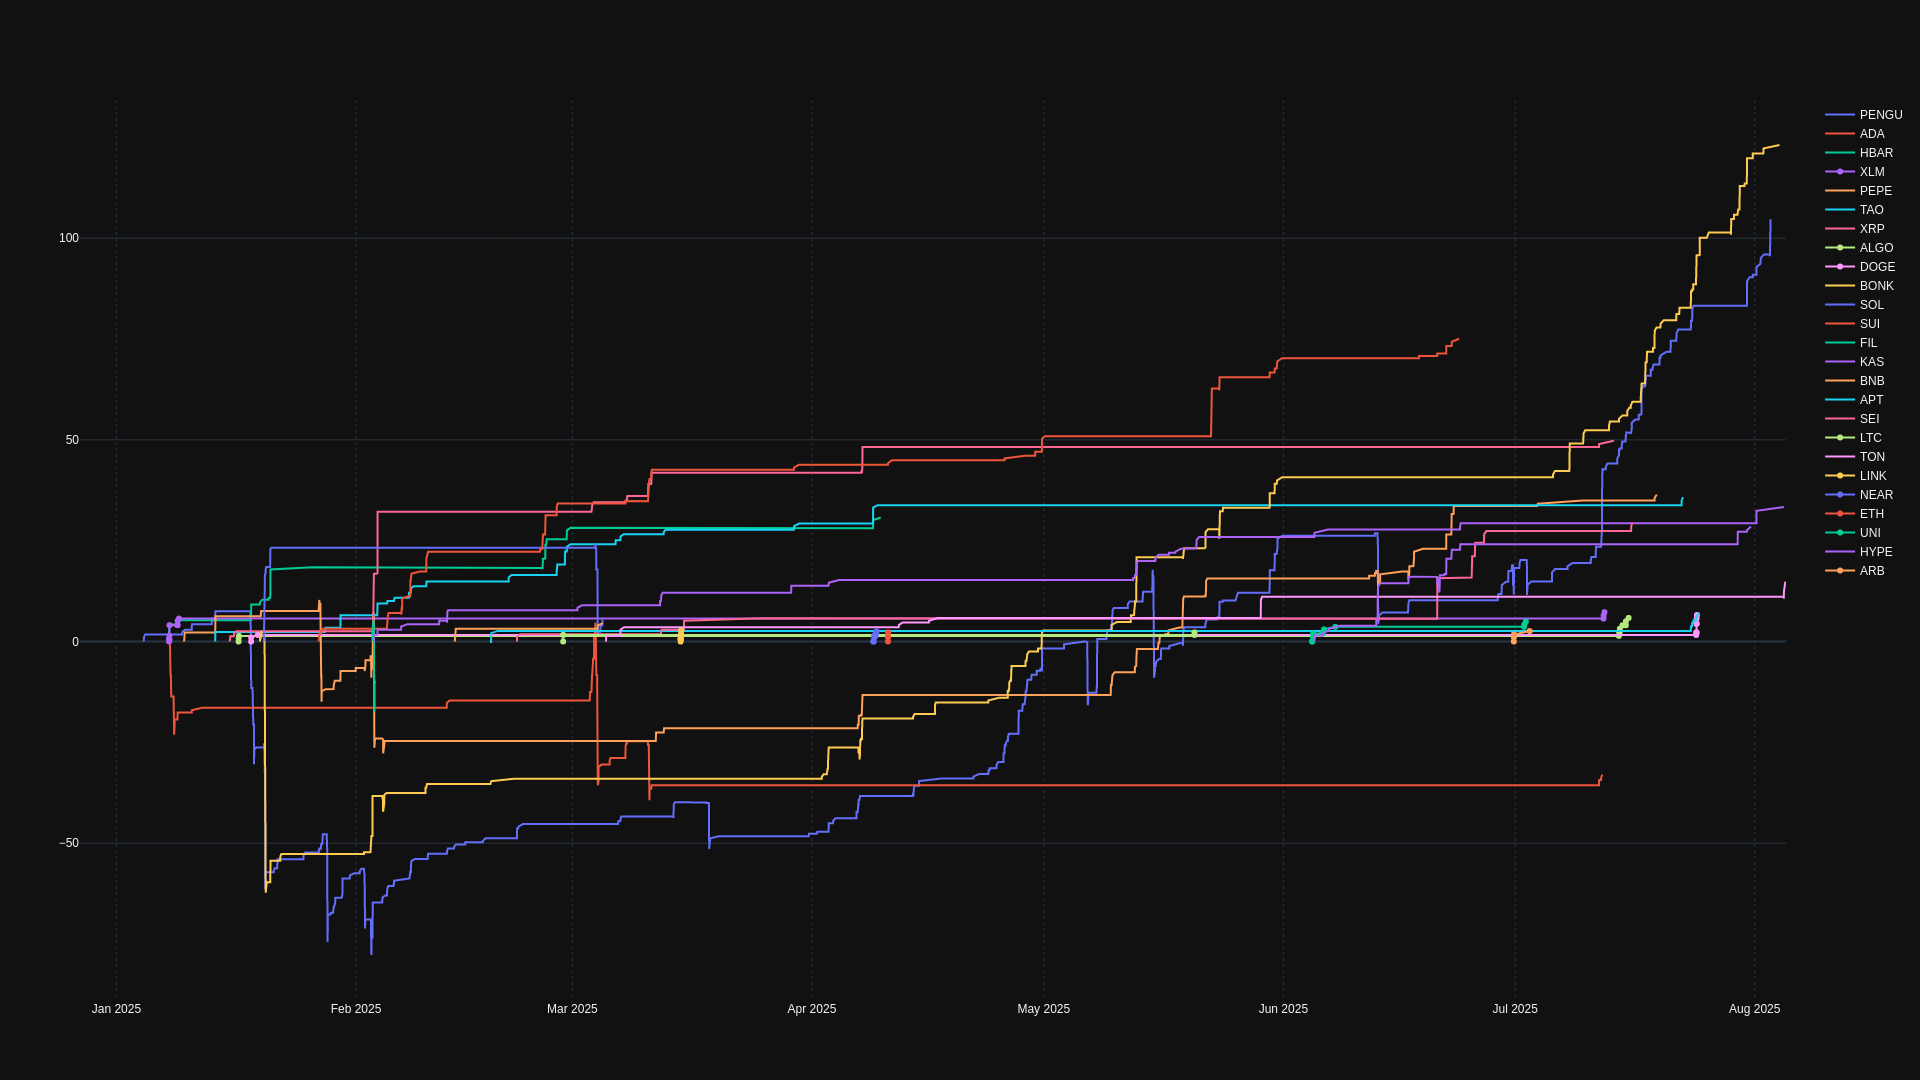 100
50
0
−50
Jan 2025
Feb 2025
Mar 2025
Apr 2025
May 2025
Jun 2025
Jul 2025
Aug 2025
PENGU
ADA
HBAR
XLM
PEPE
TAO
XRP
ALGO
DOGE
BONK
SOL
SUI
FIL
KAS
BNB
APT
SEI
LTC
TON
LINK
NEAR
ETH
UNI
HYPE
ARB